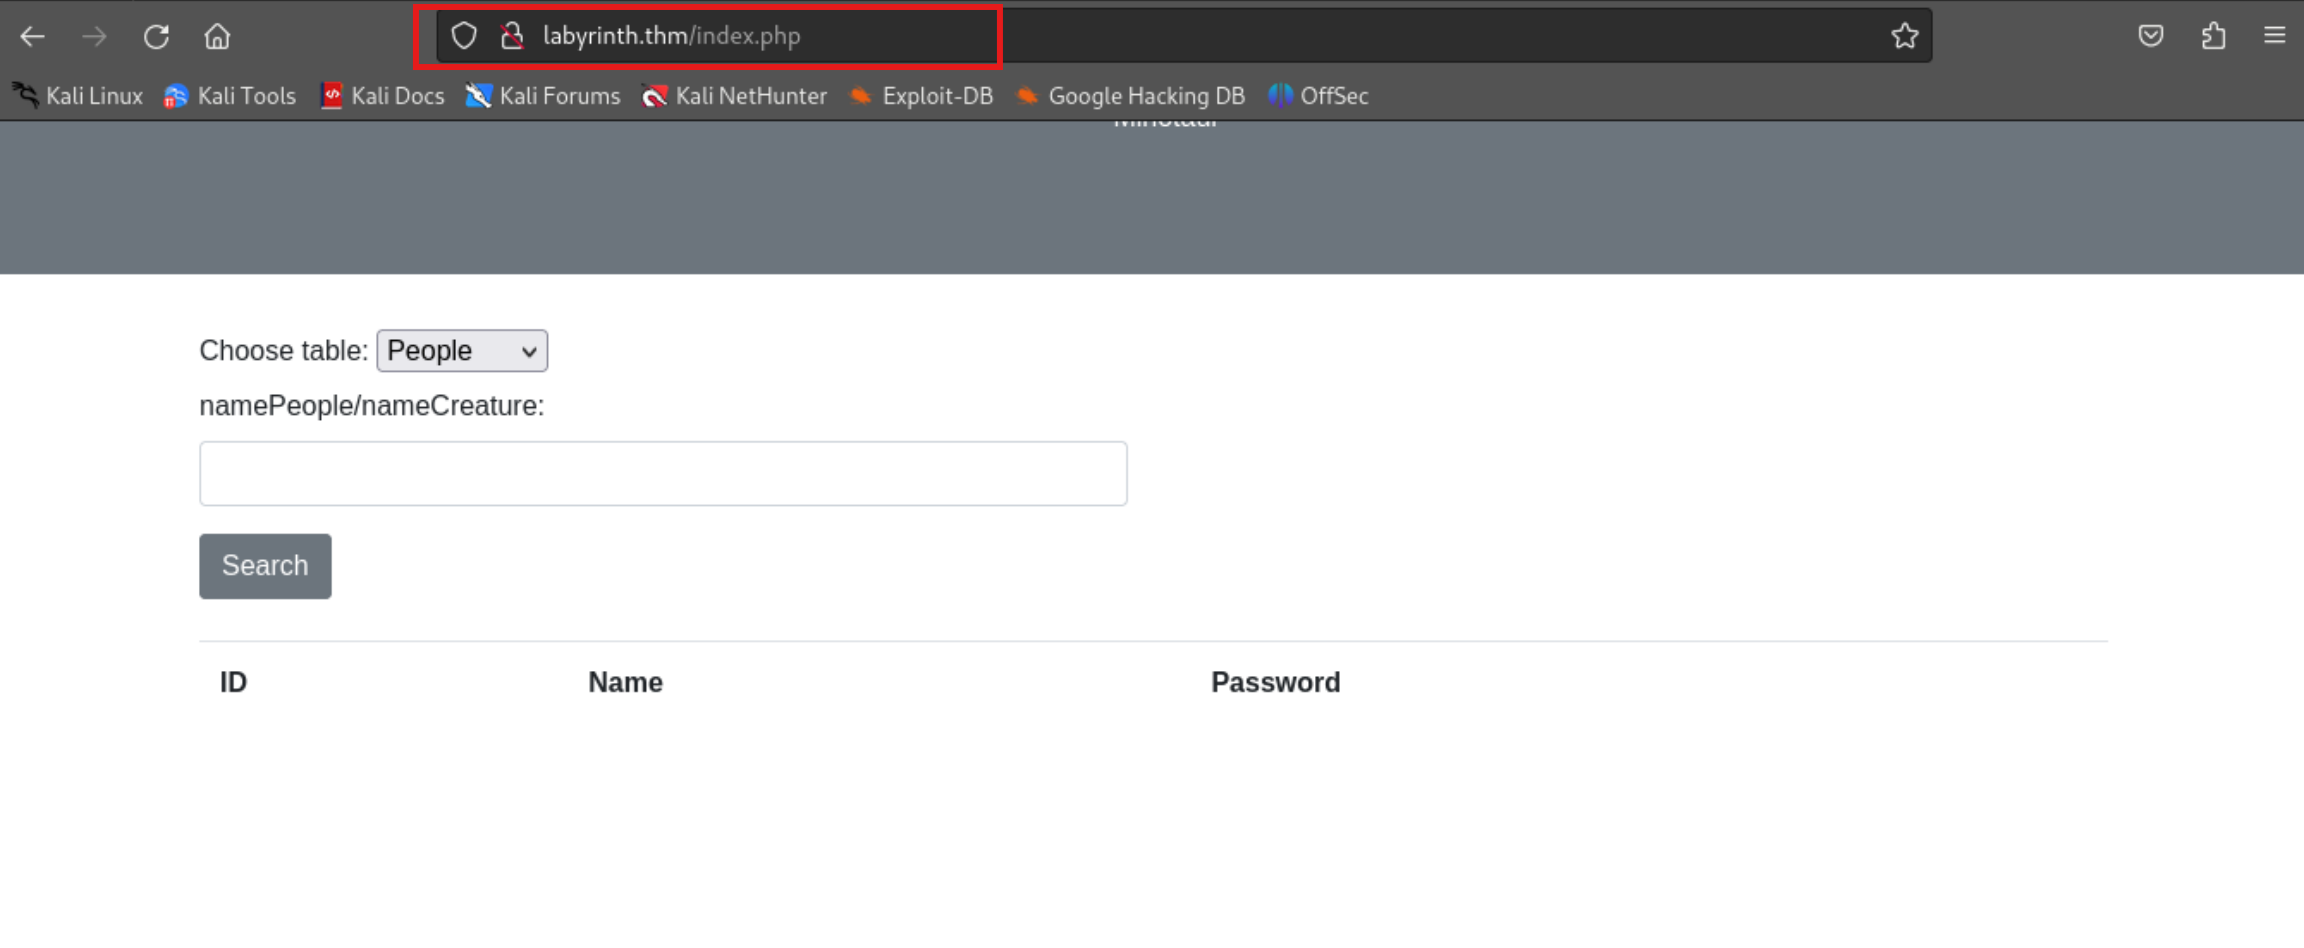 labyrinth.thm/index.php
Kali Linux Kali Tools Kali Docs Kali Forums Kali NetHunter Exploit-DB Google Hacking DB OffSec
Minotaur
Choose table: People
namePeople/nameCreature:
Search
ID Name Password